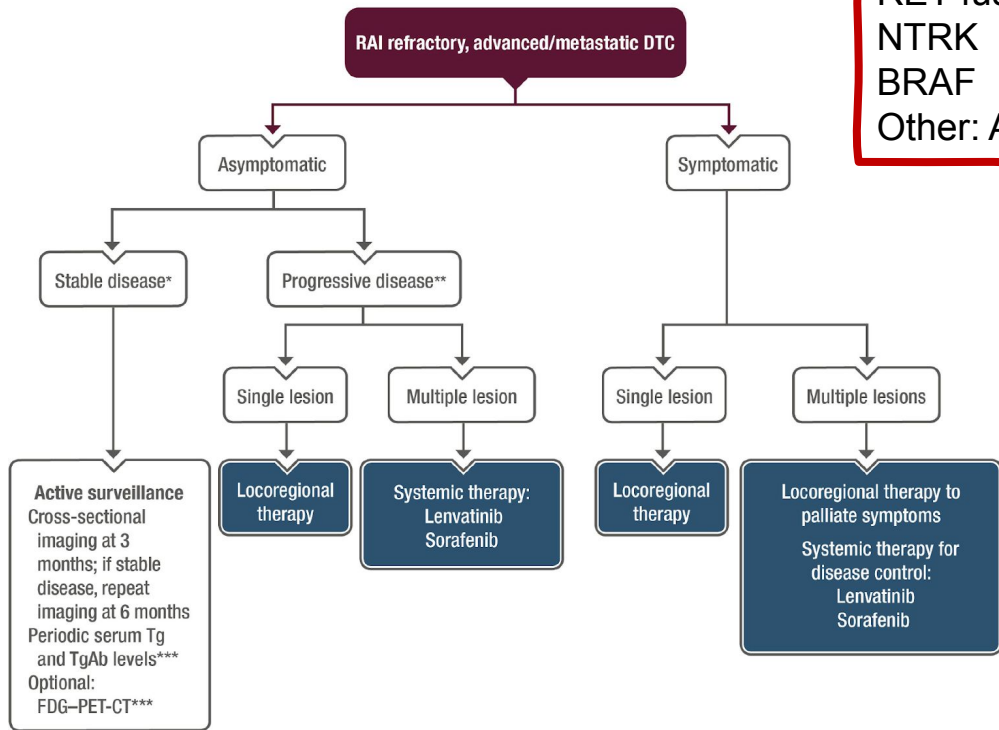 RAI refractory, advanced/metastatic DTC
NTRK
BRAF
Other:
Asymptomatic
Symptomatic
Stable disease*
Progressive disease**
Single lesion
Multiple lesion
Single lesion
Multiple lesions
Active surveillance
Cross-sectional
imaging at 3
months; if stable
disease, repeat
imaging at 6 months
Periodic serum Tg
and TgAb levels***
Optional:
FDG–PET-CT***
Locoregional
therapy
Systemic therapy:
Lenvatinib
Sorafenib
Locoregional
therapy
Locoregional therapy to
palliate symptoms
Systemic therapy for
disease control:
Lenvatinib
Sorafenib